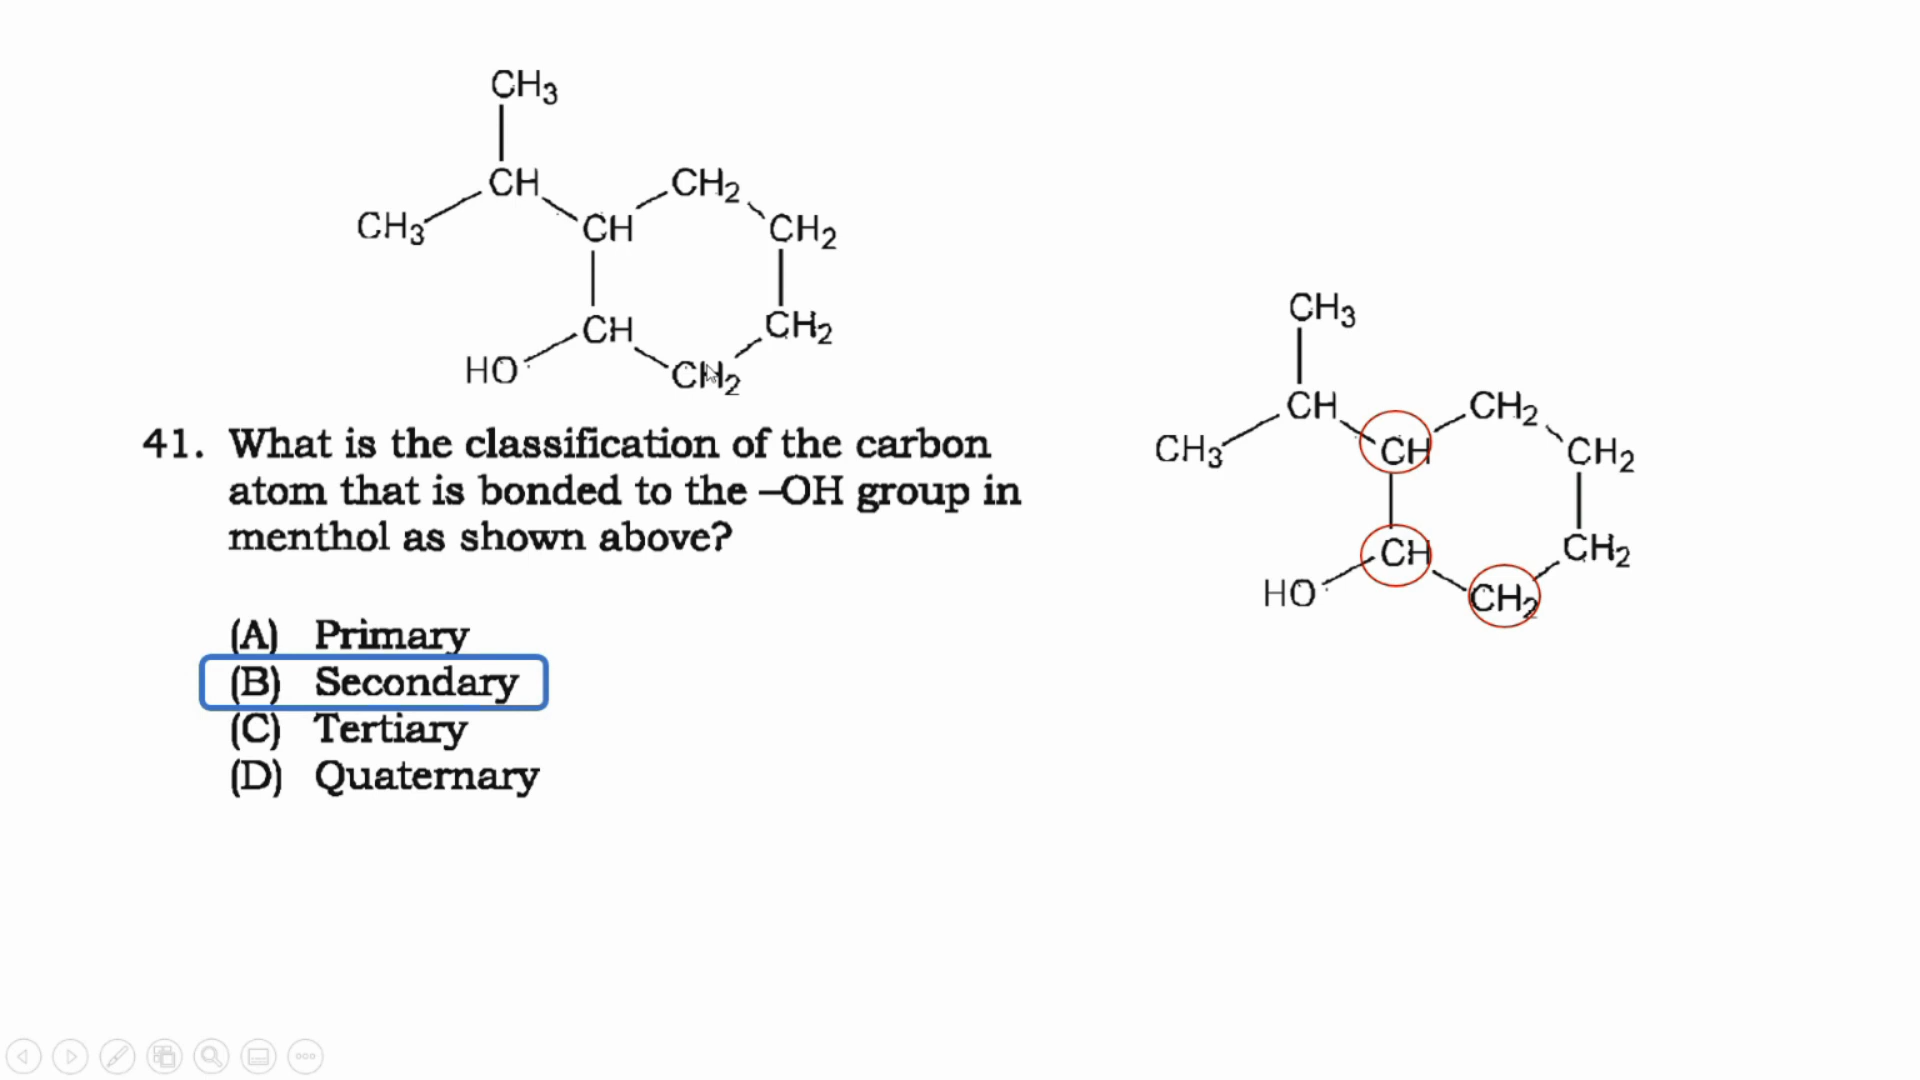 CH₃
CH CH₂
CH₃ CH CH₂
CH CH₂
HO CH₂
41. What is the classification of the carbon
atom that is bonded to the –OH group in
menthol as shown above?
(A) Primary
(B) Secondary
(C) Tertiary
(D) Quaternary
CH₃
CH CH₂
CH₃ CH CH₂
CH CH₂
HO CH₂